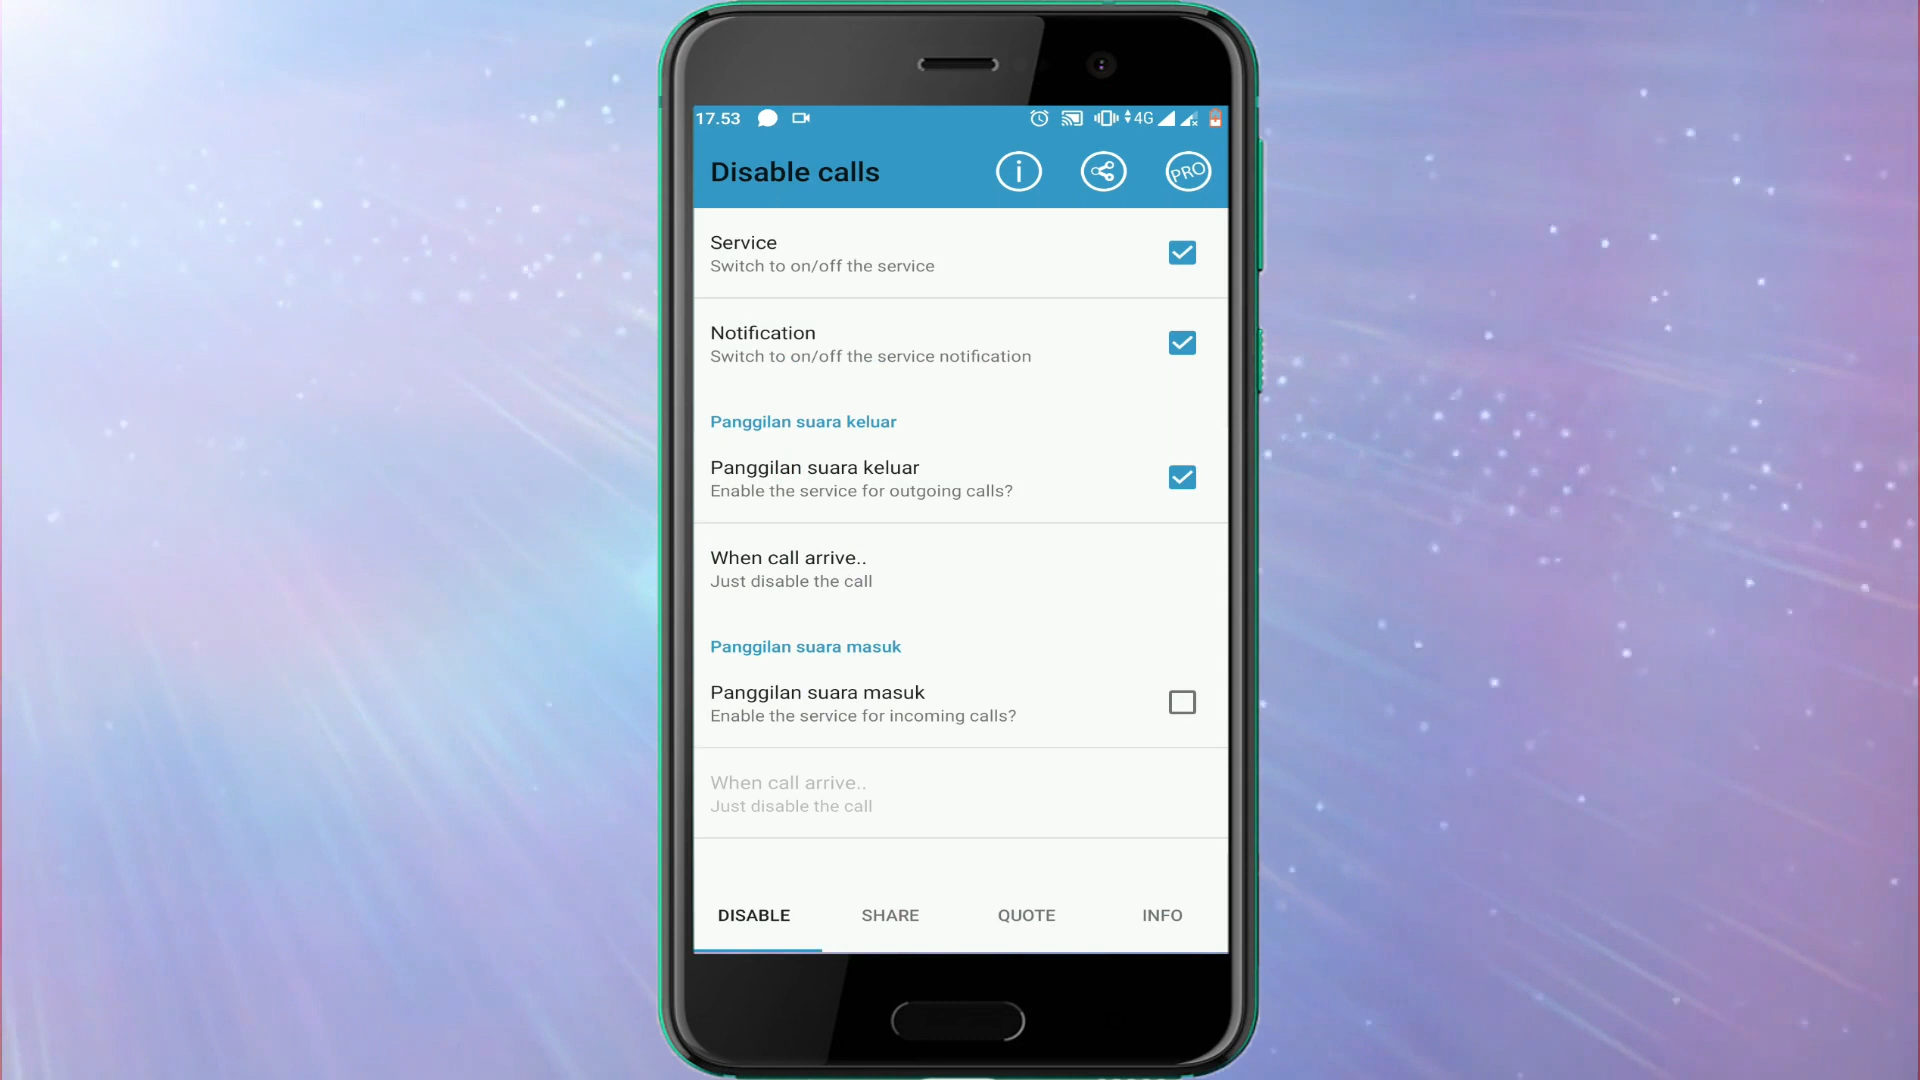 17.53
4G
Disable calls
PRO
Service
Switch to on/off the service
Notification
Switch to on/off the service notification
Panggilan suara keluar
Panggilan suara keluar
Enable the service for outgoing calls?
When call arrive..
Just disable the call
Panggilan suara masuk
Panggilan suara masuk
Enable the service for incoming calls?
When call arrive..
Just disable the call
DISABLE SHARE QUOTE INFO